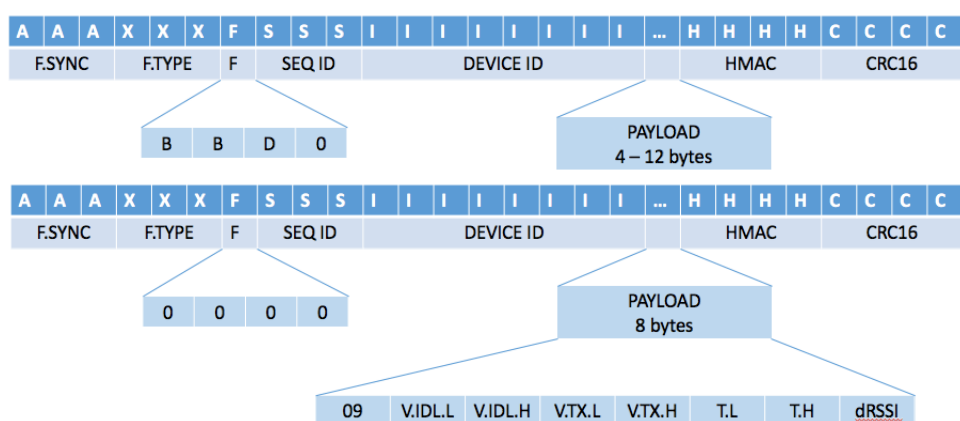 A A A X X X F S S S I I I I I I I I ... H H H H C C C C
F.SYNC F.TYPE F SEQ ID DEVICE ID HMAC CRC16
B B D 0
PAYLOAD
4 – 12 bytes
A A A X X X F S S S I I I I I I I I ... H H H H C C C C
F.SYNC F.TYPE F SEQ ID DEVICE ID HMAC CRC16
0 0 0 0
PAYLOAD
8 bytes
09 V.IDL.L V.IDL.H V.TX.L V.TX.H T.L T.H dRSSI